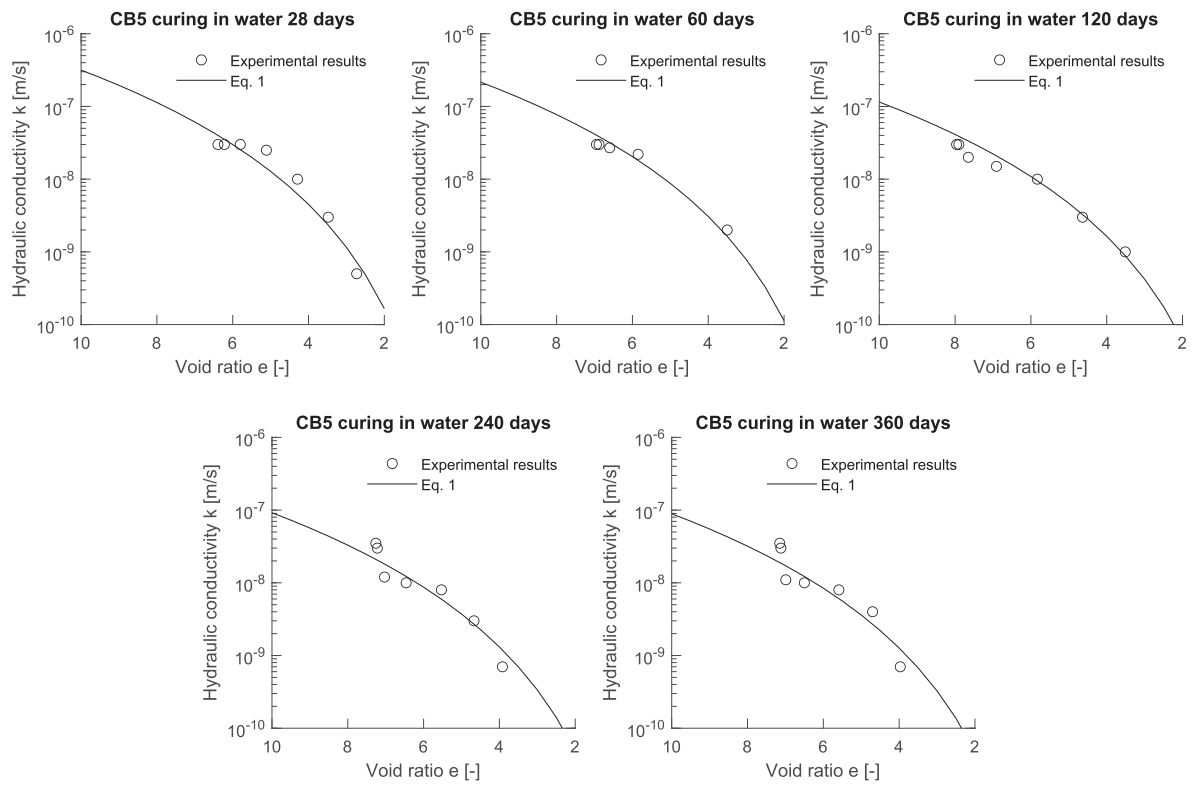 CB5 curing in water 28 days
10-6
10-7
10-8
10-9
10-10
Hydraulic conductivity k [m/s]
Experimental results
Eq. 1
10 8 6 4 2
Void ratio e [-]
CB5 curing in water 60 days
10-6
10-7
10-8
10-9
10-10
Hydraulic conductivity k [m/s]
Experimental results
Eq. 1
10 8 6 4 2
Void ratio e [-]
CB5 curing in water 120 days
10-6
10-7
10-8
10-9
10-10
Hydraulic conductivity k [m/s]
Experimental results
Eq. 1
10 8 6 4 2
Void ratio e [-]
CB5 curing in water 240 days
10-6
10-7
10-8
10-9
10-10
Hydraulic conductivity k [m/s]
Experimental results
Eq. 1
10 8 6 4 2
Void ratio e [-]
CB5 curing in water 360 days
10-6
10-7
10-8
10-9
10-10
Hydraulic conductivity k [m/s]
Experimental results
Eq. 1
10 8 6 4 2
Void ratio e [-]